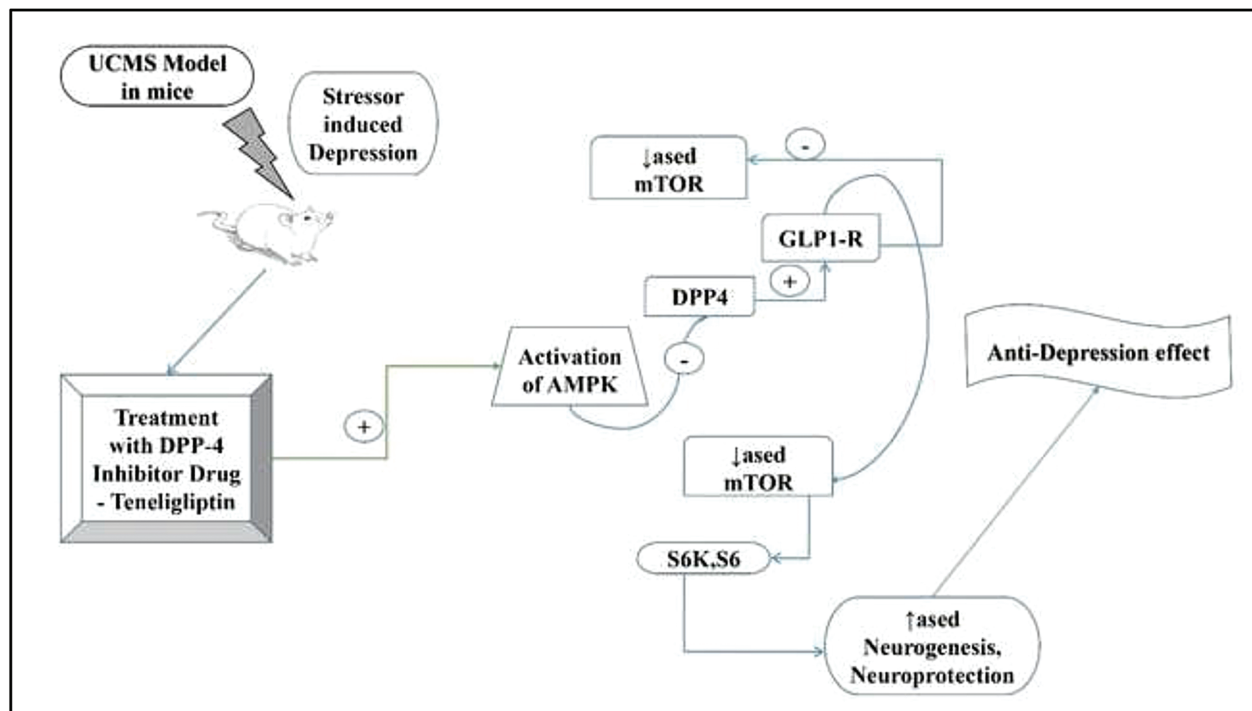 UCMS Model
in mice
Stressor
induced
Depression
↓ased
mTOR
-
GLP1-R
DPP4
+
-
Activation
of AMPK
Anti-Depression effect
Treatment
with DPP-4
Inhibitor Drug
- Teneligliptin
+
↓ased
mTOR
S6K,S6
↑ased
Neurogenesis,
Neuroprotection